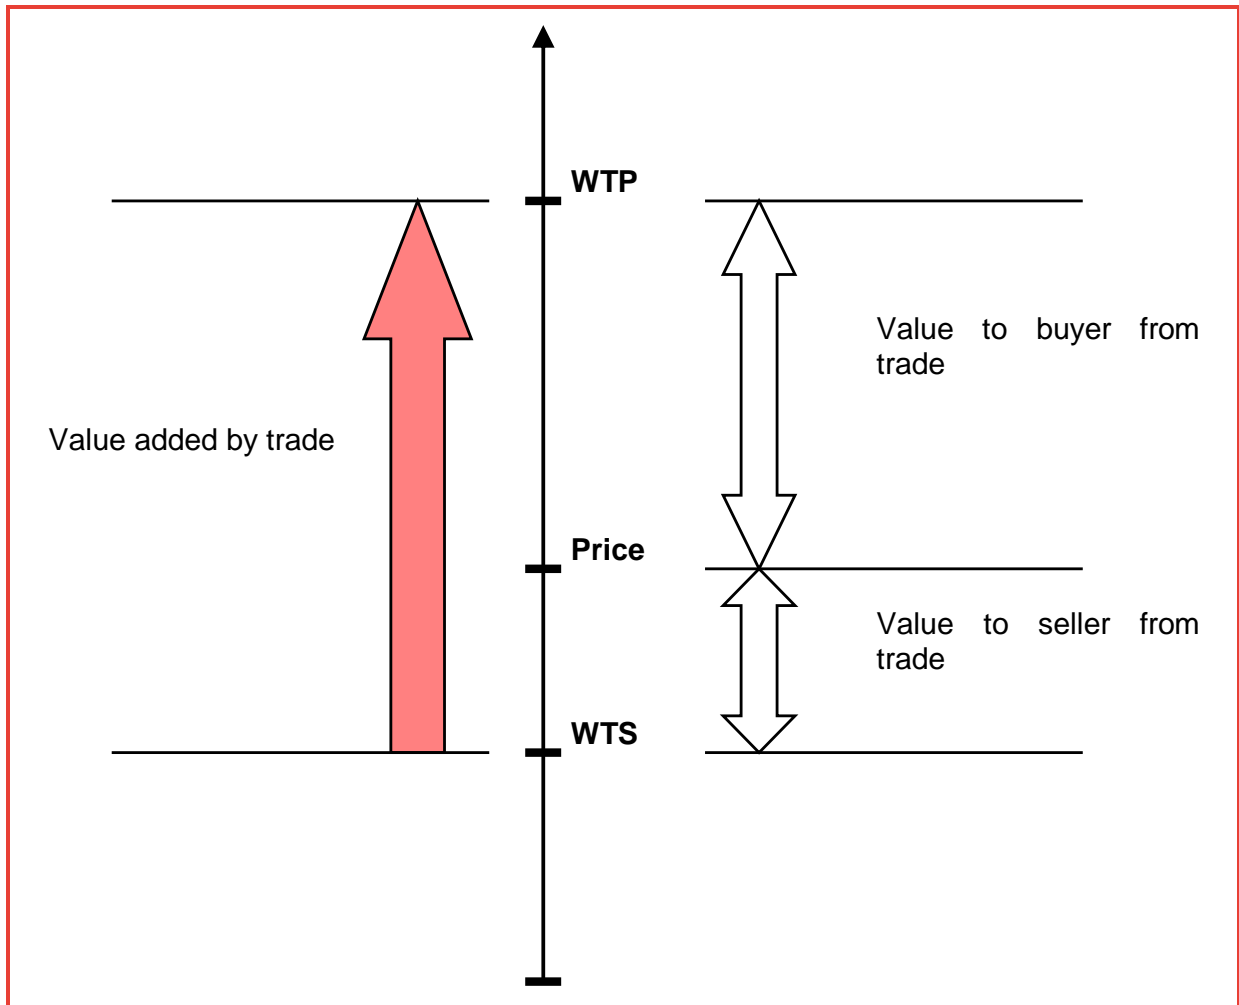 WTP
Value to buyer from
trade
Value added by trade
Price
Value to seller from
trade
WTS